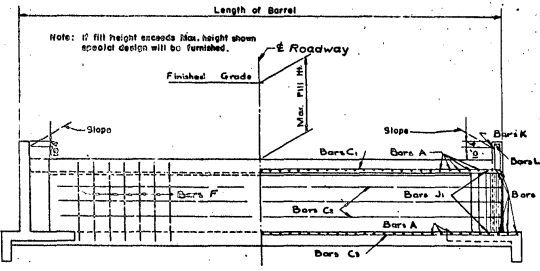 Length of Barrel
Note: If fill height exceeds Max. height shown
special design will be furnished.
℄ Roadway
Finished Grade
Max. Fill Ht.
Slope
Slope
Bars K
Bars C1
Bars A
Bars L
Bars F
Bars J1
Bars
Bars C2
Bars A
Bars C3